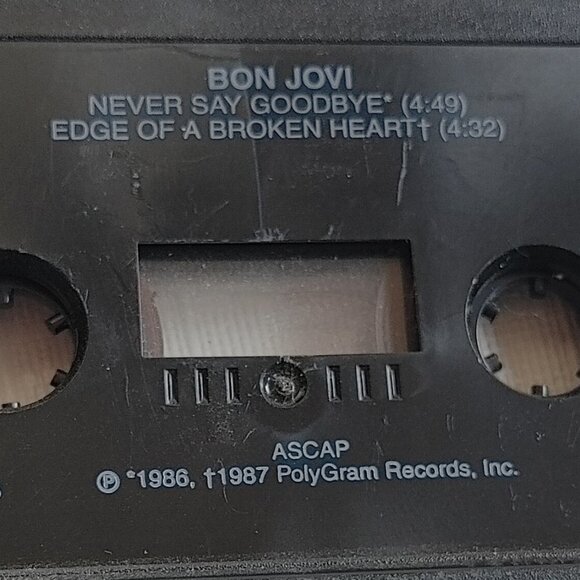 BON JOVI
NEVER SAY GOODBYE* (4:49)
EDGE OF A BROKEN HEART† (4:32)
ASCAP
℗ *1986, †1987 PolyGram Records, Inc.